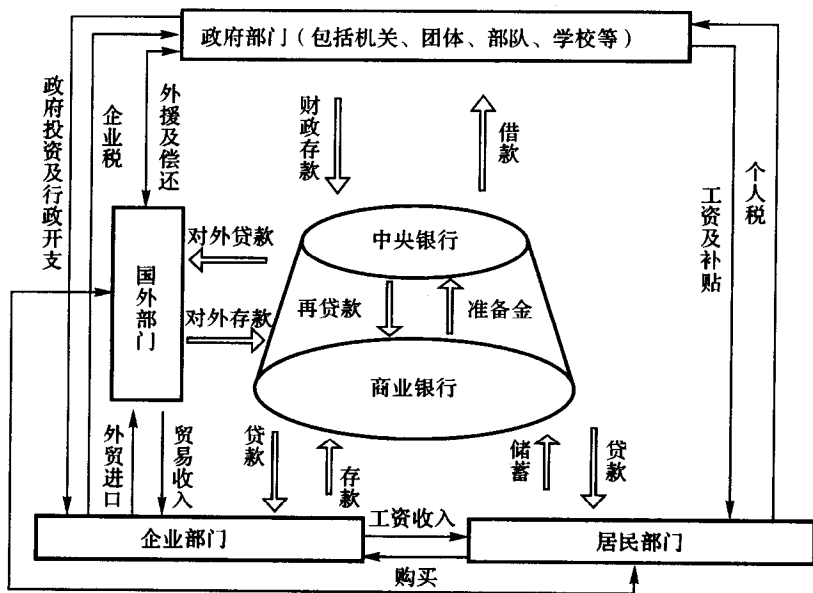 政府部门（包括机关、团体、部队、学校等）
政府投资及行政开支
企业税
外援及偿还
财政存款
借款
工资及补贴
个人税
国外部门
对外贷款
对外存款
中央银行
再贷款
准备金
商业银行
外贸进口
贸易收入
贷款
存款
储蓄
贷款
企业部门
工资收入
购买
居民部门